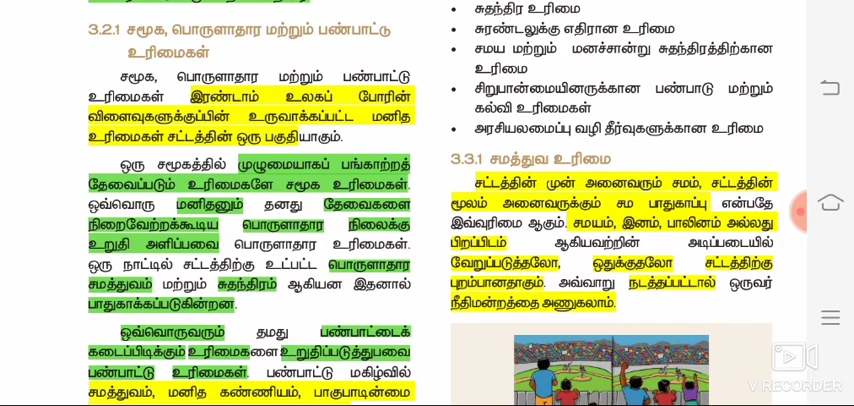 3.2.1 சமூக, பொருளாதார மற்றும் பண்பாட்டு
உரிமைகள்
சமூக, பொருளாதார மற்றும் பண்பாட்டு
உரிமைகள் இரண்டாம் உலகப் போரின்
விளைவுகளுக்குப்பின் உருவாக்கப்பட்ட மனித
உரிமைகள் சட்டத்தின் ஒரு பகுதியாகும்.
ஒரு சமூகத்தில் முழுமையாகப் பங்காற்றத்
தேவைப்படும் உரிமைகளே சமூக உரிமைகள்.
ஒவ்வொரு மனிதனும் தனது தேவைகளை
நிறைவேற்றக்கூடிய பொருளாதார நிலைக்கு
உறுதி அளிப்பவை பொருளாதார உரிமைகள்.
ஒரு நாட்டில் சட்டத்திற்கு உட்பட்ட பொருளாதார
சமத்துவம் மற்றும் சுதந்திரம் ஆகியன இதனால்
பாதுகாக்கப்படுகின்றன.
ஒவ்வொருவரும் தமது பண்பாட்டைக்
கடைப்பிடிக்கும் உரிமைகளை உறுதிப்படுத்துபவை
பண்பாட்டு உரிமைகள். பண்பாட்டு மகிழ்வில்
சமத்துவம், மனித கண்ணியம், பாகுபாடின்மை
• சுதந்திர உரிமை
• சுரண்டலுக்கு எதிரான உரிமை
• சமய மற்றும் மனச்சான்று சுதந்திரத்திற்கான
உரிமை
• சிறுபான்மையினருக்கான பண்பாடு மற்றும்
கல்வி உரிமைகள்
• அரசியலமைப்பு வழி தீர்வுகளுக்கான உரிமை
3.3.1 சமத்துவ உரிமை
சட்டத்தின் முன் அனைவரும் சமம், சட்டத்தின்
மூலம் அனைவருக்கும் சம பாதுகாப்பு என்பதே
இவ்வுரிமை ஆகும். சமயம், இனம், பாலினம் அல்லது
பிறப்பிடம் ஆகியவற்றின் அடிப்படையில்
வேறுபடுத்தலோ, ஒதுக்குதலோ சட்டத்திற்கு
புறம்பானதாகும். அவ்வாறு நடத்தப்பட்டால் ஒருவர்
நீதிமன்றத்தை அணுகலாம்.
V RECORDER